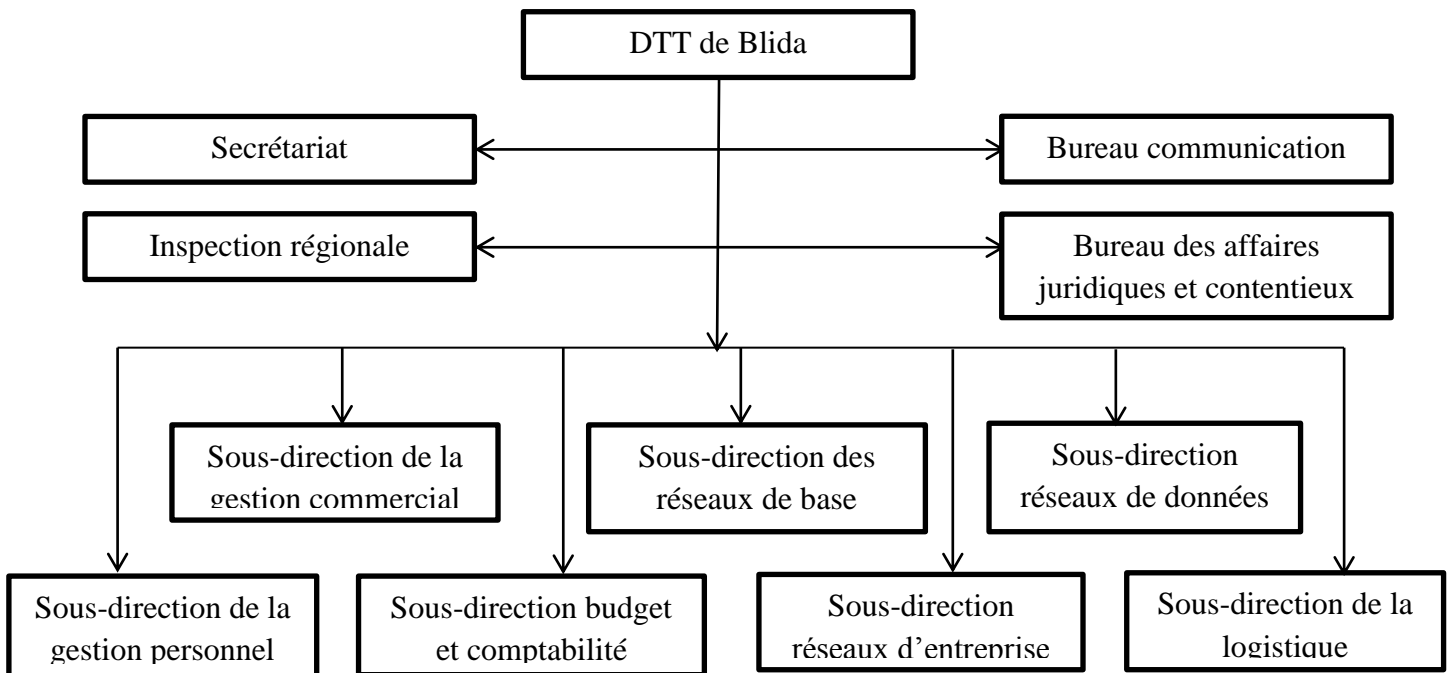 DTT de Blida
Secrétariat
Bureau communication
Inspection régionale
Bureau des affaires
juridiques et contentieux
Sous-direction de la
gestion commercial
Sous-direction des
réseaux de base
Sous-direction
réseaux de données
Sous-direction de la
gestion personnel
Sous-direction budget
et comptabilité
Sous-direction
réseaux d’entreprise
Sous-direction de la
logistique